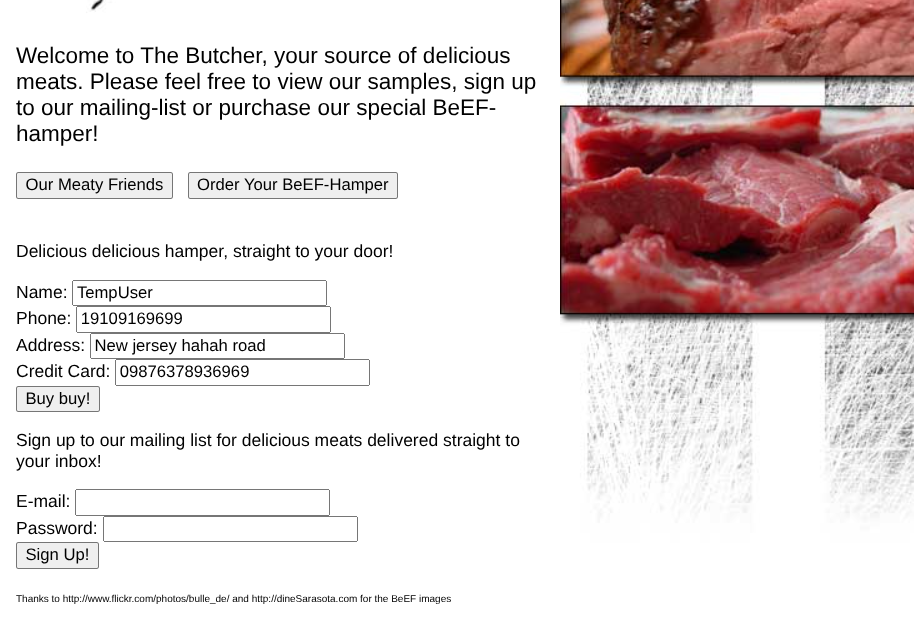 Welcome to The Butcher, your source of delicious
meats. Please feel free to view our samples, sign up
to our mailing-list or purchase our special BeEF-
hamper!
Our Meaty Friends Order Your BeEF-Hamper
Delicious delicious hamper, straight to your door!
Name: TempUser
Phone: 19109169699
Address: New jersey hahah road
Credit Card: 09876378936969
Buy buy!
Sign up to our mailing list for delicious meats delivered straight to
your inbox!
E-mail:
Password:
Sign Up!
Thanks to http://www.flickr.com/photos/bulle_de/ and http://dineSarasota.com for the BeEF images